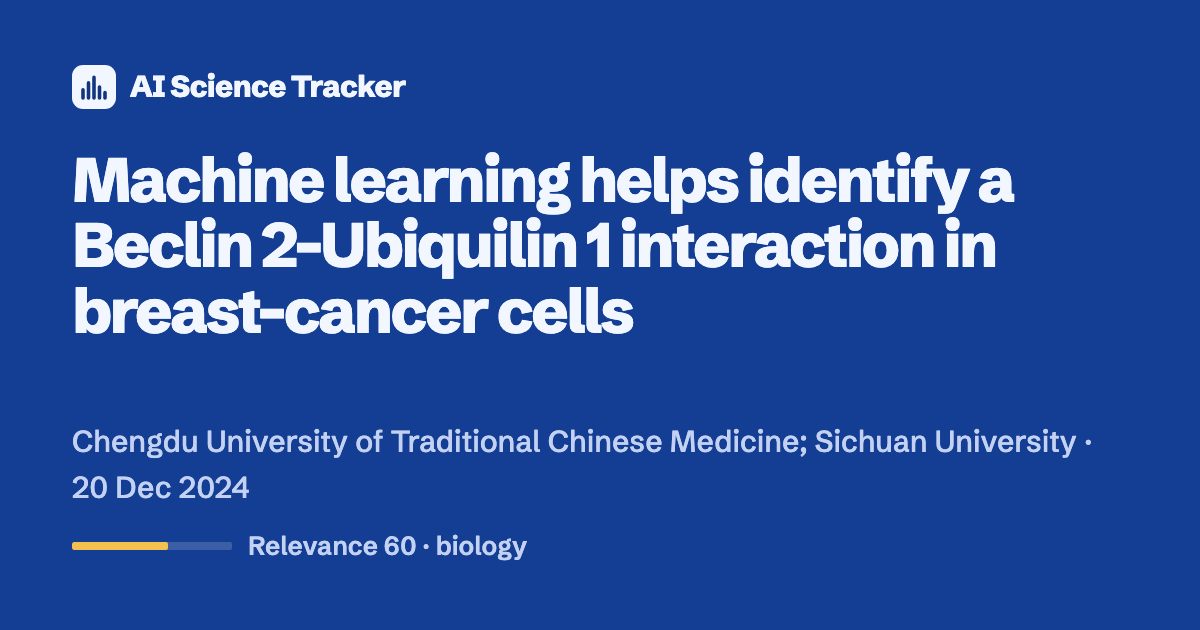 AI Science Tracker
Machine learning helps identify a
Beclin 2-Ubiquilin 1 interaction in
breast-cancer cells
Chengdu University of Traditional Chinese Medicine; Sichuan University ·
20 Dec 2024
Relevance 60 · biology